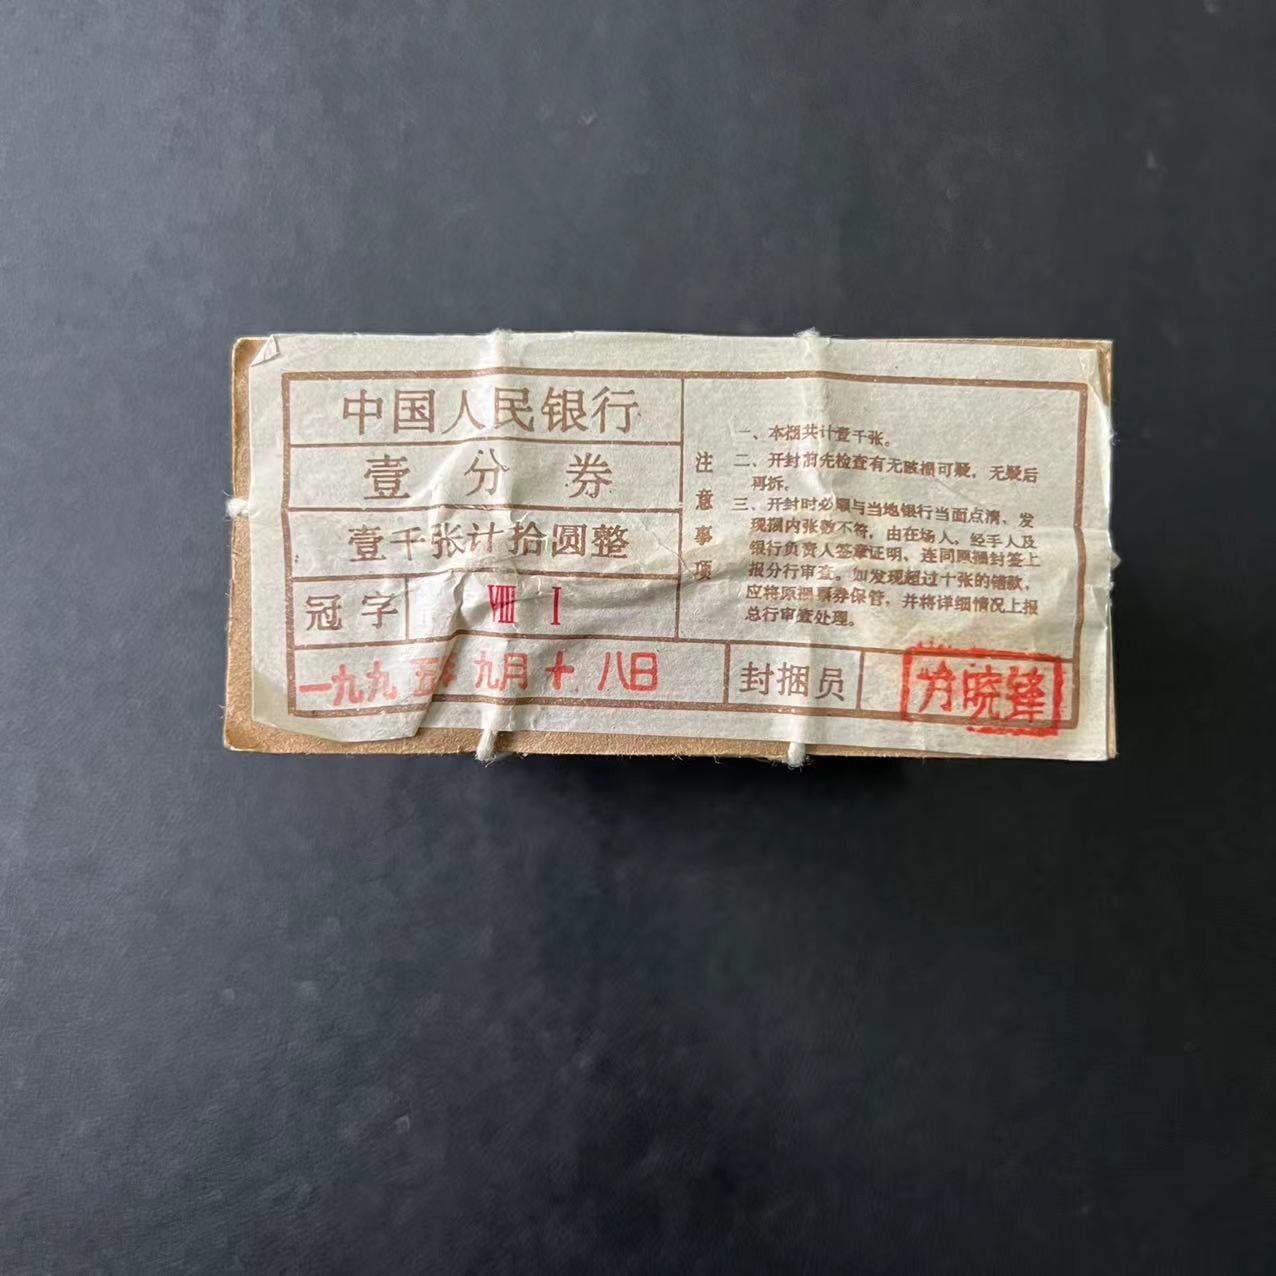 中国人民银行
壹分券
壹千张计拾圆整
冠字 Ⅷ Ⅰ
一九九五年九月十八日
注意事项
一、本捆共计壹千张。
二、开封前先检查有无破损可疑,无疑后
再拆。
三、开封时必须与当地银行当面点清、发
现捆内张数不符,由在场人、经手人及
银行负责人签章证明、连同原捆封签上
报分行审查。如发现超过十张的错款,
应将原捆票券保管,并将详细情况上报
总行审查处理。
封捆员
晓锋